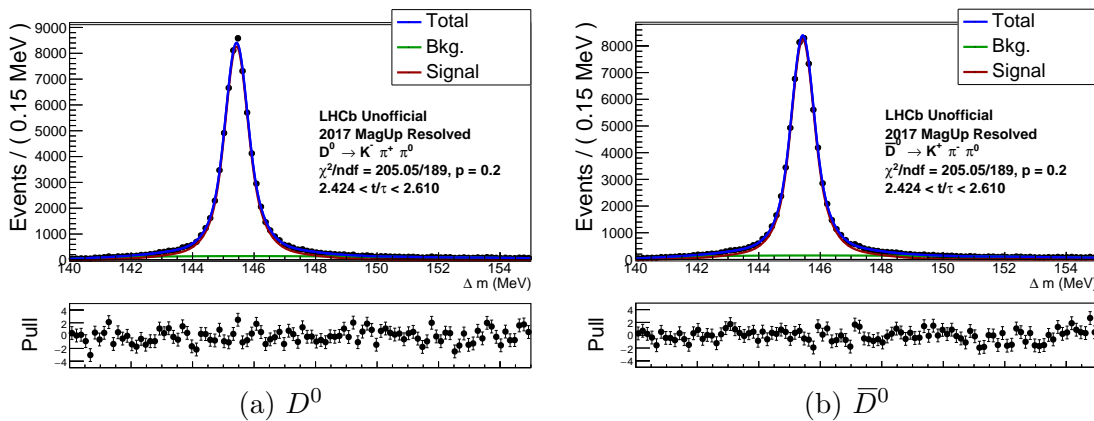 Total
Bkg.
Signal
Events / ( 0.15 MeV )
9000
8000
7000
6000
5000
4000
3000
2000
1000
0
LHCb Unofficial
2017 MagUp Resolved
D⁰ → K⁻ π⁺ π⁰
χ²/ndf = 205.05/189, p = 0.2
2.424 < t/τ < 2.610
140 142 144 146 148 150 152 154
Δ m (MeV)
Pull
4
2
0
−2
−4
(a) D⁰
Total
Bkg.
Signal
Events / ( 0.15 MeV )
8000
7000
6000
5000
4000
3000
2000
1000
0
LHCb Unofficial
2017 MagUp Resolved
D̅⁰ → K⁺ π⁻ π⁰
χ²/ndf = 205.05/189, p = 0.2
2.424 < t/τ < 2.610
140 142 144 146 148 150 152 154
Δ m (MeV)
Pull
4
2
0
−2
−4
(b) D̅⁰